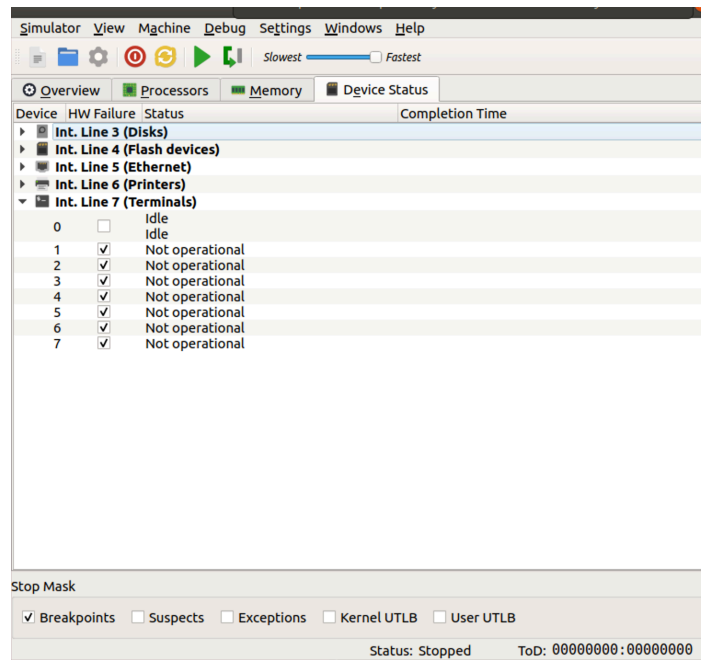 Simulator View Machine Debug Settings Windows Help
Slowest Fastest
Overview Processors Memory Device Status
Device HW Failure Status Completion Time
Int. Line 3 (Disks)
Int. Line 4 (Flash devices)
Int. Line 5 (Ethernet)
Int. Line 6 (Printers)
Int. Line 7 (Terminals)
0 Idle
Idle
1 Not operational
2 Not operational
3 Not operational
4 Not operational
5 Not operational
6 Not operational
7 Not operational
Stop Mask
Breakpoints Suspects Exceptions Kernel UTLB User UTLB
Status: Stopped ToD: 00000000:00000000